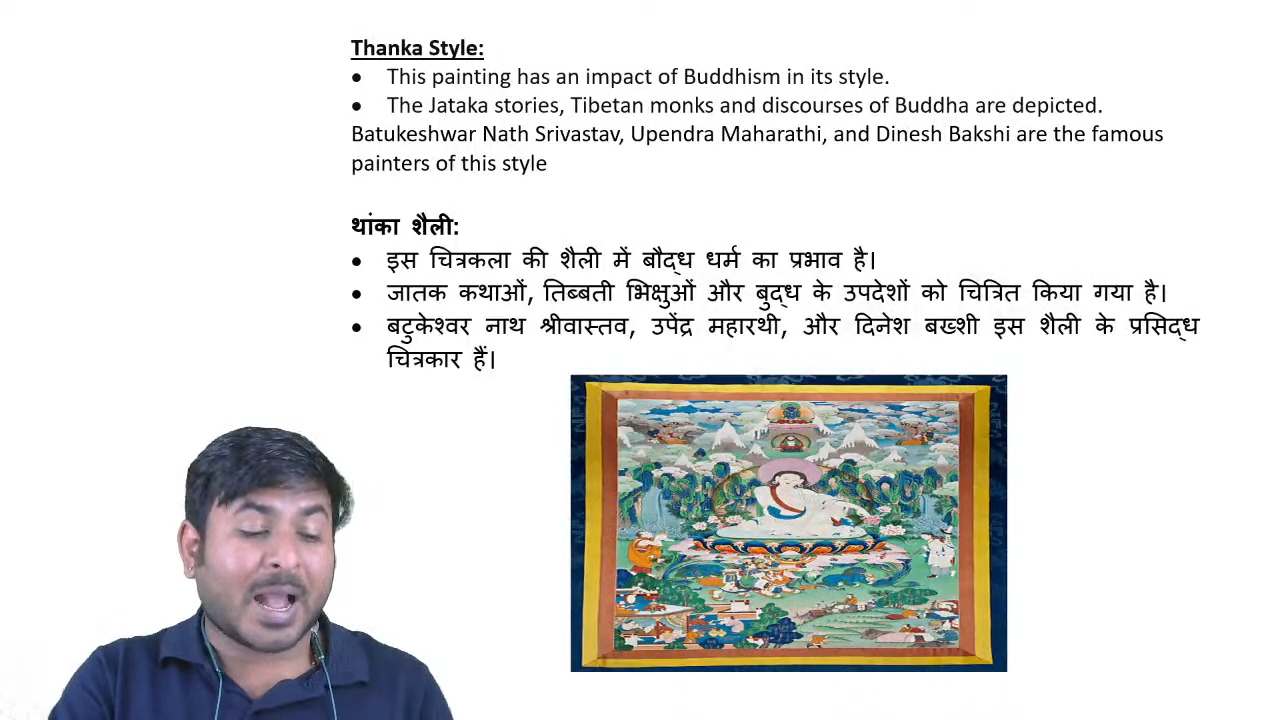 Thanka Style:
• This painting has an impact of Buddhism in its style.
• The Jataka stories, Tibetan monks and discourses of Buddha are depicted.
Batukeshwar Nath Srivastav, Upendra Maharathi, and Dinesh Bakshi are the famous
painters of this style
थांका शैली:
• इस चित्रकला की शैली में बौद्ध धर्म का प्रभाव है।
• जातक कथाओं, तिब्बती भिक्षुओं और बुद्ध के उपदेशों को चित्रित किया गया है।
• बटुकेश्वर नाथ श्रीवास्तव, उपेंद्र महारथी, और दिनेश बख्शी इस शैली के प्रसिद्ध
चित्रकार हैं।